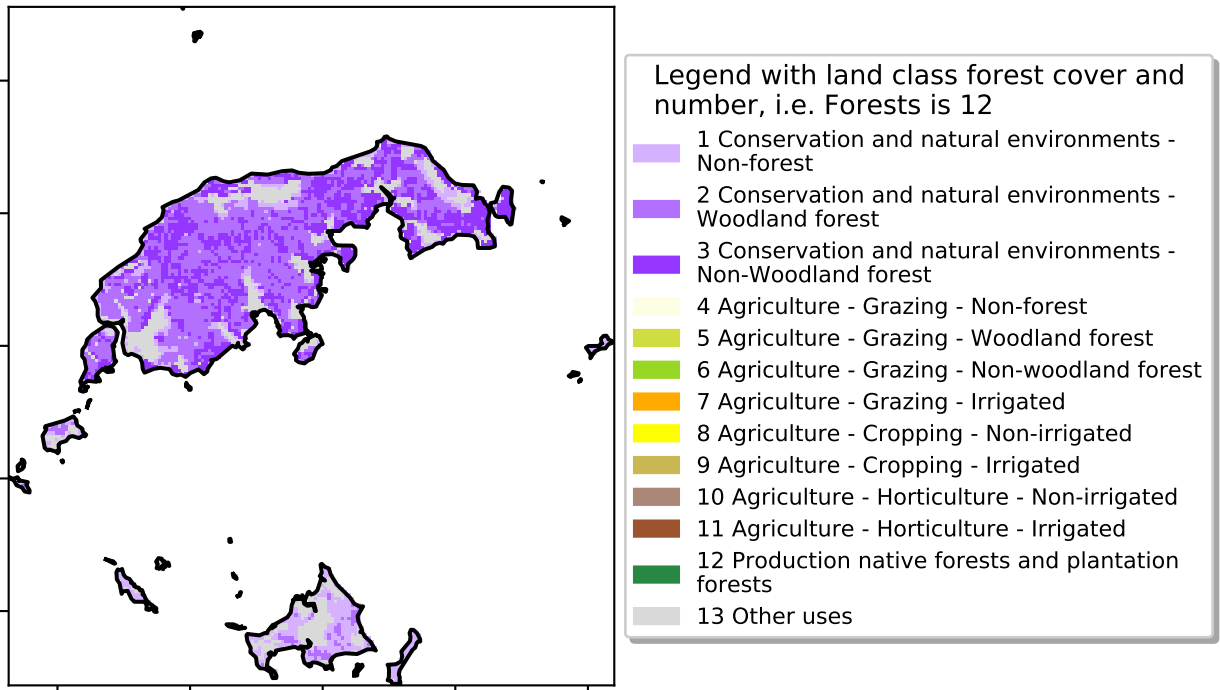 Legend with land class forest cover and
number, i.e. Forests is 12
1 Conservation and natural environments -
Non-forest
2 Conservation and natural environments -
Woodland forest
3 Conservation and natural environments -
Non-Woodland forest
4 Agriculture - Grazing - Non-forest
5 Agriculture - Grazing - Woodland forest
6 Agriculture - Grazing - Non-woodland forest
7 Agriculture - Grazing - Irrigated
8 Agriculture - Cropping - Non-irrigated
9 Agriculture - Cropping - Irrigated
10 Agriculture - Horticulture - Non-irrigated
11 Agriculture - Horticulture - Irrigated
12 Production native forests and plantation
forests
13 Other uses